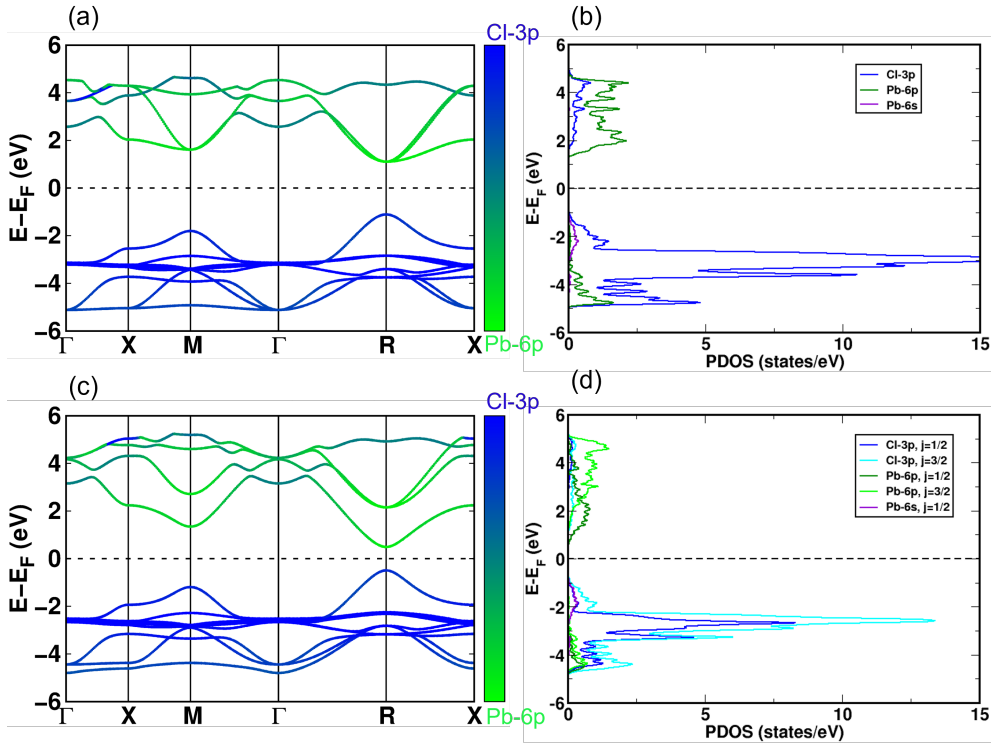 (a)
Cl-3p
6
4
2
0
−2
−4
−6
E−E_F (eV)
Γ X M Γ R X
Pb-6p
(b)
6
4
2
0
-2
-4
-6
E-E_F (eV)
Cl-3p
Pb-6p
Pb-6s
0 5 10 15
PDOS (states/eV)
(c)
Cl-3p
6
4
2
0
−2
−4
−6
E−E_F (eV)
Γ X M Γ R X
Pb-6p
(d)
6
4
2
0
-2
-4
-6
E-E_F (eV)
Cl-3p, j=1/2
Cl-3p, j=3/2
Pb-6p, j=1/2
Pb-6p, j=3/2
Pb-6s, j=1/2
0 5 10 15
PDOS (states/eV)